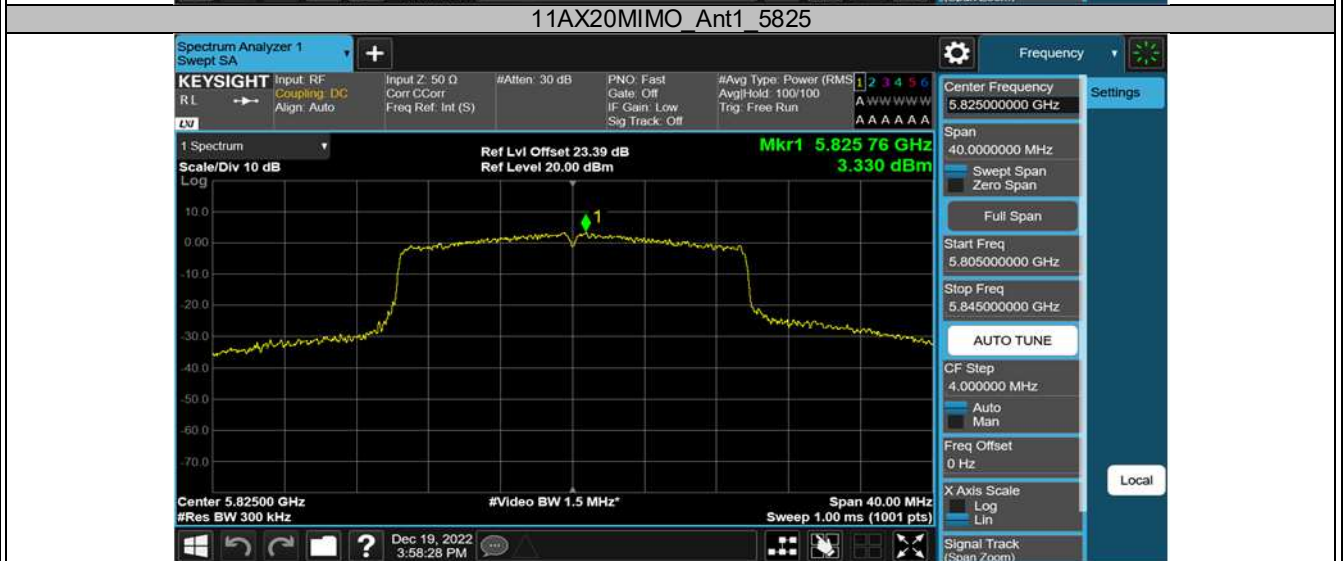 (Span Zoom)
11AX20MIMO_Ant1_5825
Spectrum Analyzer 1
Swept SA
+
Frequency
KEYSIGHT
RL
LXI
Input: RF
Coupling: DC
Align: Auto
Input Z: 50 Ω
Corr CCorr
Freq Ref: Int (S)
#Atten: 30 dB
PNO: Fast
Gate: Off
IF Gain: Low
Sig Track: Off
#Avg Type: Power (RMS
Avg|Hold: 100/100
Trig: Free Run
1 2 3 4 5 6
A W W W W W
A A A A A A
Center Frequency
5.825000000 GHz
Settings
1 Spectrum
Scale/Div 10 dB
Log
Ref Lvl Offset 23.39 dB
Ref Level 20.00 dBm
Mkr1 5.825 76 GHz
3.330 dBm
Span
40.0000000 MHz
Swept Span
Zero Span
Full Span
Start Freq
5.805000000 GHz
Stop Freq
5.845000000 GHz
AUTO TUNE
CF Step
4.000000 MHz
Auto
Man
Freq Offset
0 Hz
X Axis Scale
Log
Lin
Signal Track
(Span Zoom)
Local
1
10.0
0.00
-10.0
-20.0
-30.0
-40.0
-50.0
-60.0
-70.0
Center 5.82500 GHz
#Res BW 300 kHz
#Video BW 1.5 MHz*
Span 40.00 MHz
Sweep 1.00 ms (1001 pts)
?
Dec 19, 2022
3:58:28 PM